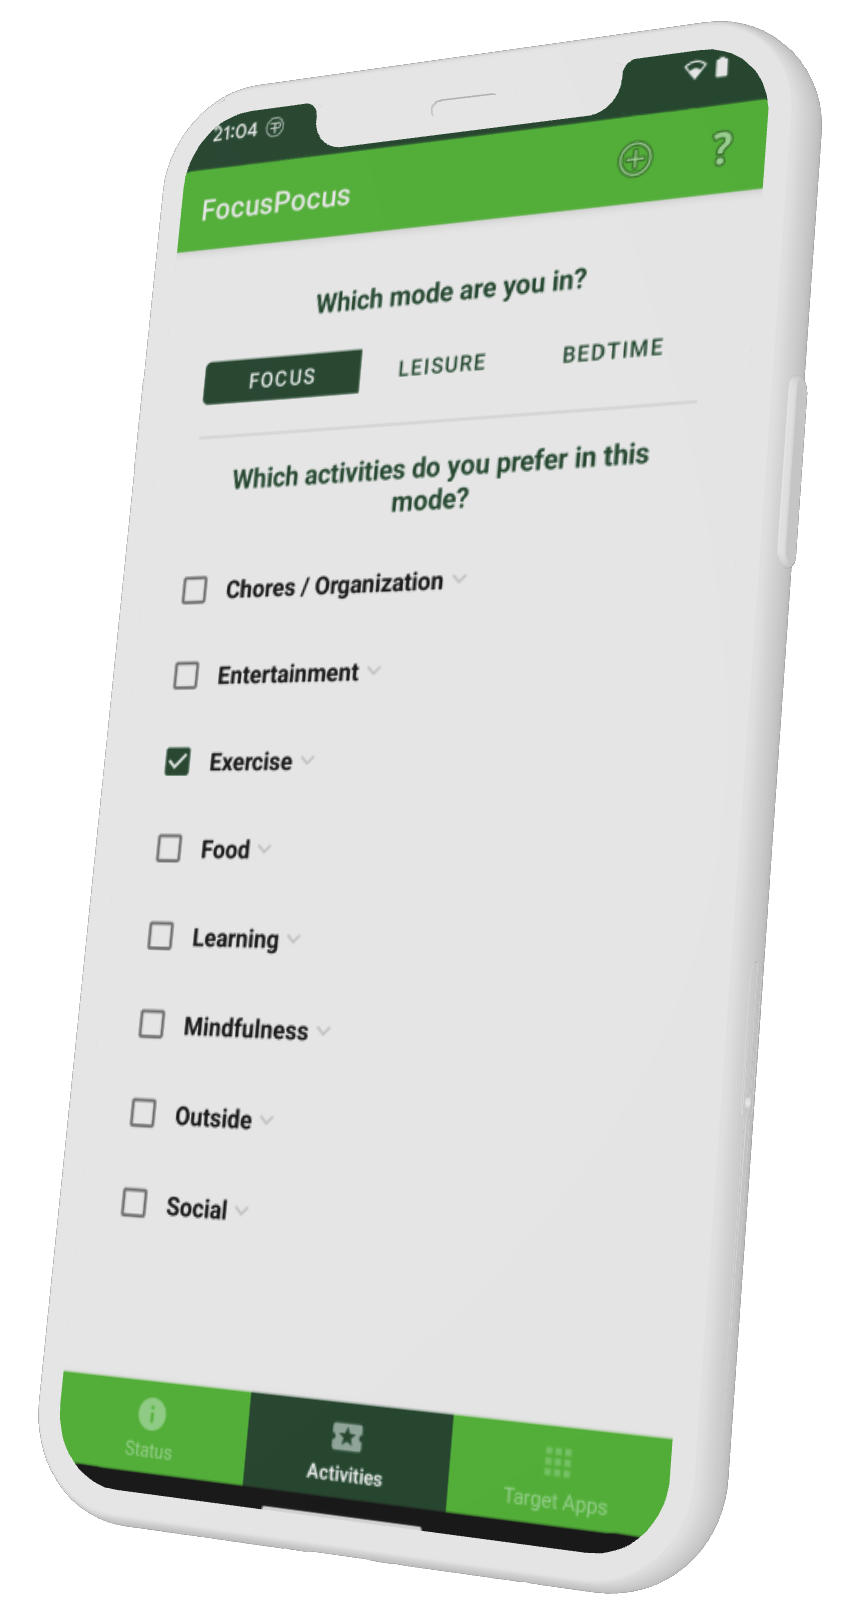 21:04
FocusPocus
?
Which mode are you in?
FOCUS LEISURE BEDTIME
Which activities do you prefer in this
mode?
Chores / Organization
Entertainment
Exercise
Food
Learning
Mindfulness
Outside
Social
Status Activities Target Apps